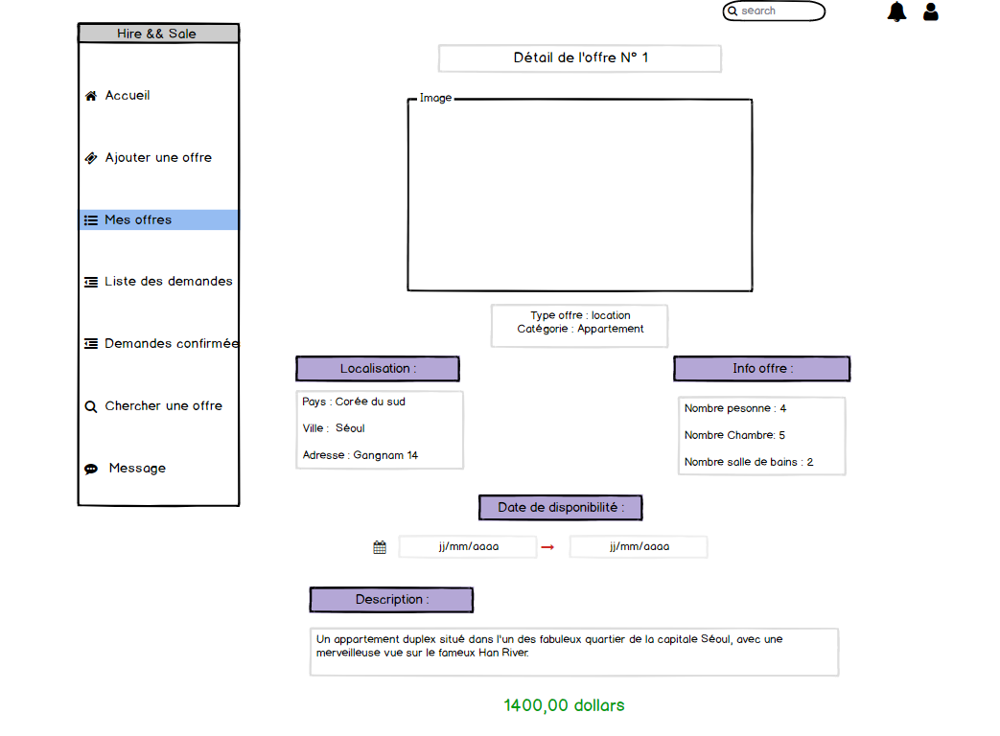 search
Hire && Sale
Accueil
Ajouter une offre
Mes offres
Liste des demandes
Demandes confirmée
Chercher une offre
Message
Détail de l'offre N° 1
Image
Type offre : location
Catégorie : Appartement
Localisation :
Pays : Corée du sud
Ville : Séoul
Adresse : Gangnam 14
Info offre :
Nombre pesonne : 4
Nombre Chambre: 5
Nombre salle de bains : 2
Date de disponibilité :
jj/mm/aaaa
jj/mm/aaaa
Description :
Un appartement duplex situé dans l'un des fabuleux quartier de la capitale Séoul, avec une
merveilleuse vue sur le fameux Han River.
1400,00 dollars